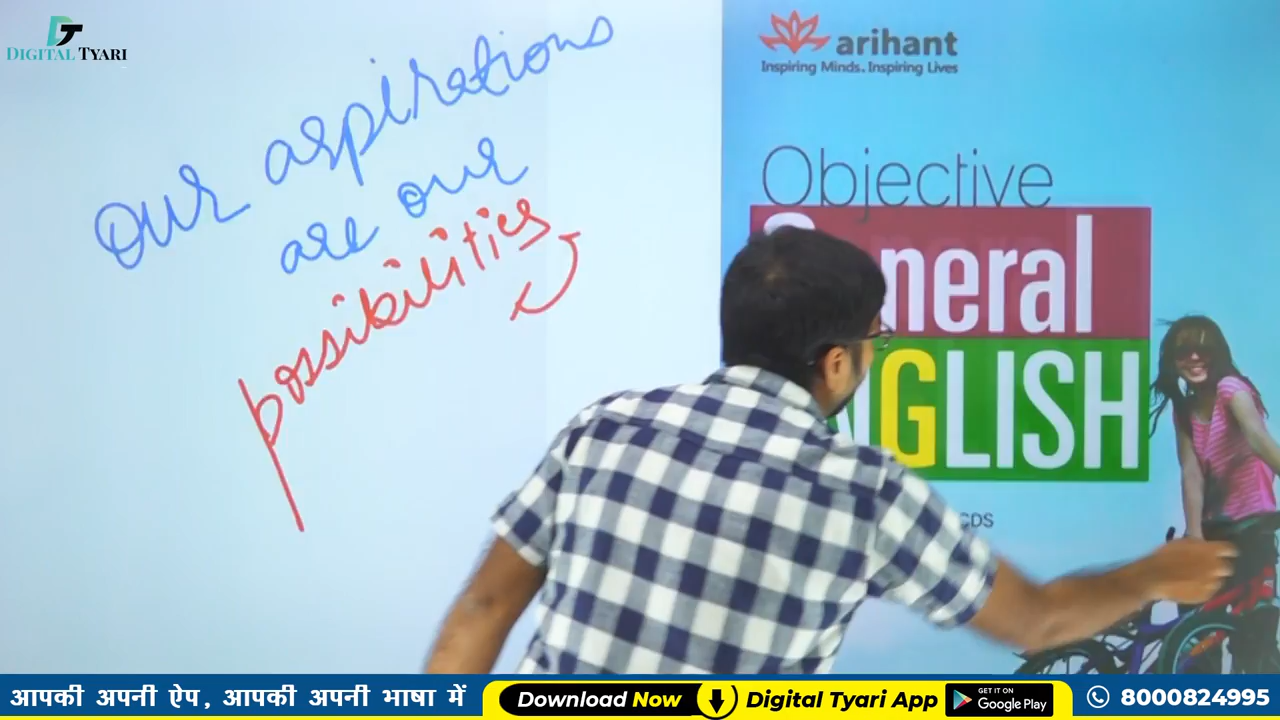 DT
DIGITAL TYARI
our aspirations
are our
possibilities
arihant
Inspiring Minds. Inspiring Lives
Objective
neral
GLISH
CDS
आपकी अपनी ऐप, आपकी अपनी भाषा में
Download Now
Digital Tyari App
GET IT ON
Google Play
8000824995